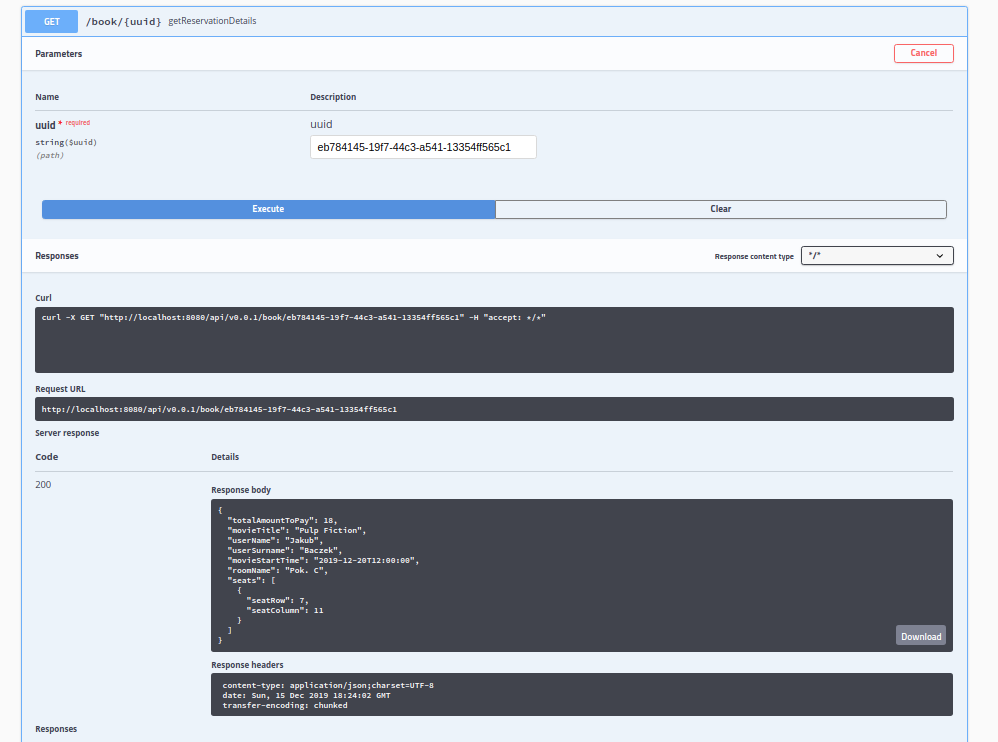 GET /book/{uuid} getReservationDetails
Parameters
Cancel
Name Description
uuid * required
string($uuid)
(path)
uuid
eb784145-19f7-44c3-a541-13354ff565c1
Execute Clear
Responses Response content type */*
Curl
curl -X GET "http://localhost:8080/api/v0.0.1/book/eb784145-19f7-44c3-a541-13354ff565c1" -H "accept: */*"
Request URL
http://localhost:8080/api/v0.0.1/book/eb784145-19f7-44c3-a541-13354ff565c1
Server response
Code Details
200
Response body
{
"totalAmountToPay": 18,
"movieTitle": "Pulp Fiction",
"userName": "Jakub",
"userSurname": "Baczek",
"movieStartTime": "2019-12-20T12:00:00",
"roomName": "Pok. C",
"seats": [
{
"seatRow": 7,
"seatColumn": 11
}
]
}
Download
Response headers
content-type: application/json;charset=UTF-8
date: Sun, 15 Dec 2019 18:24:02 GMT
transfer-encoding: chunked
Responses